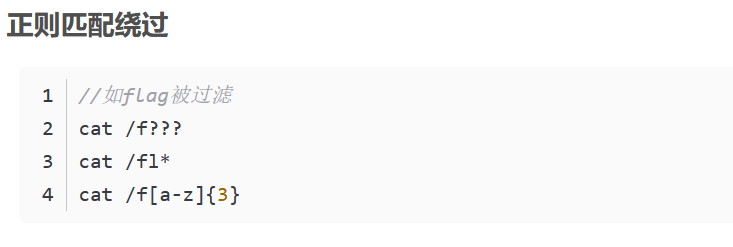 正则匹配绕过
1 //如flag被过滤
2 cat /f???
3 cat /fl*
4 cat /f[a-z]{3}